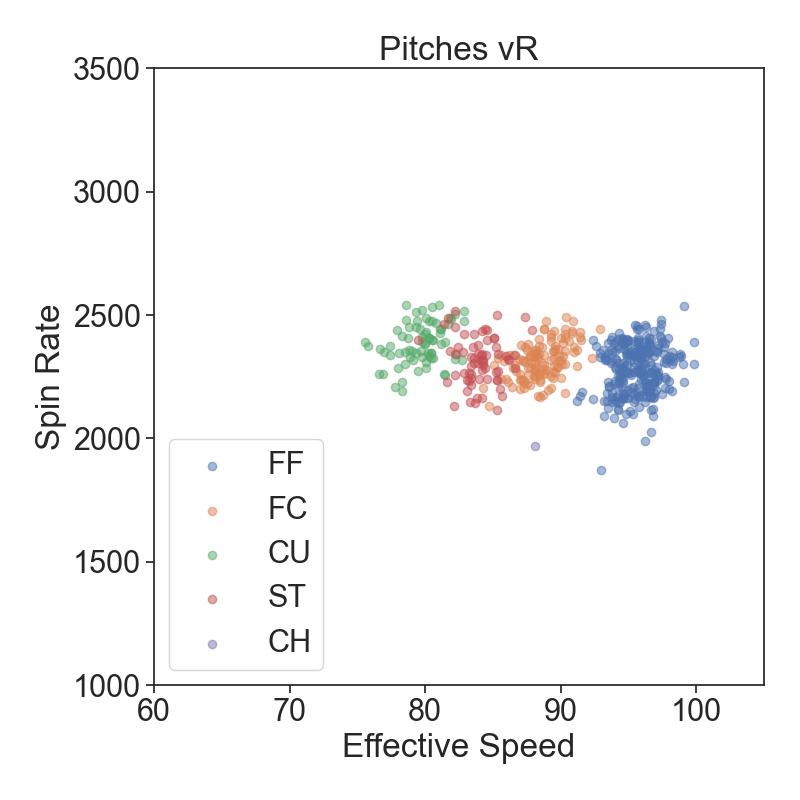 Pitches vR
3500
3000
2500
2000
1500
1000
Spin Rate
FF
FC
CU
ST
CH
60 70 80 90 100
Effective Speed